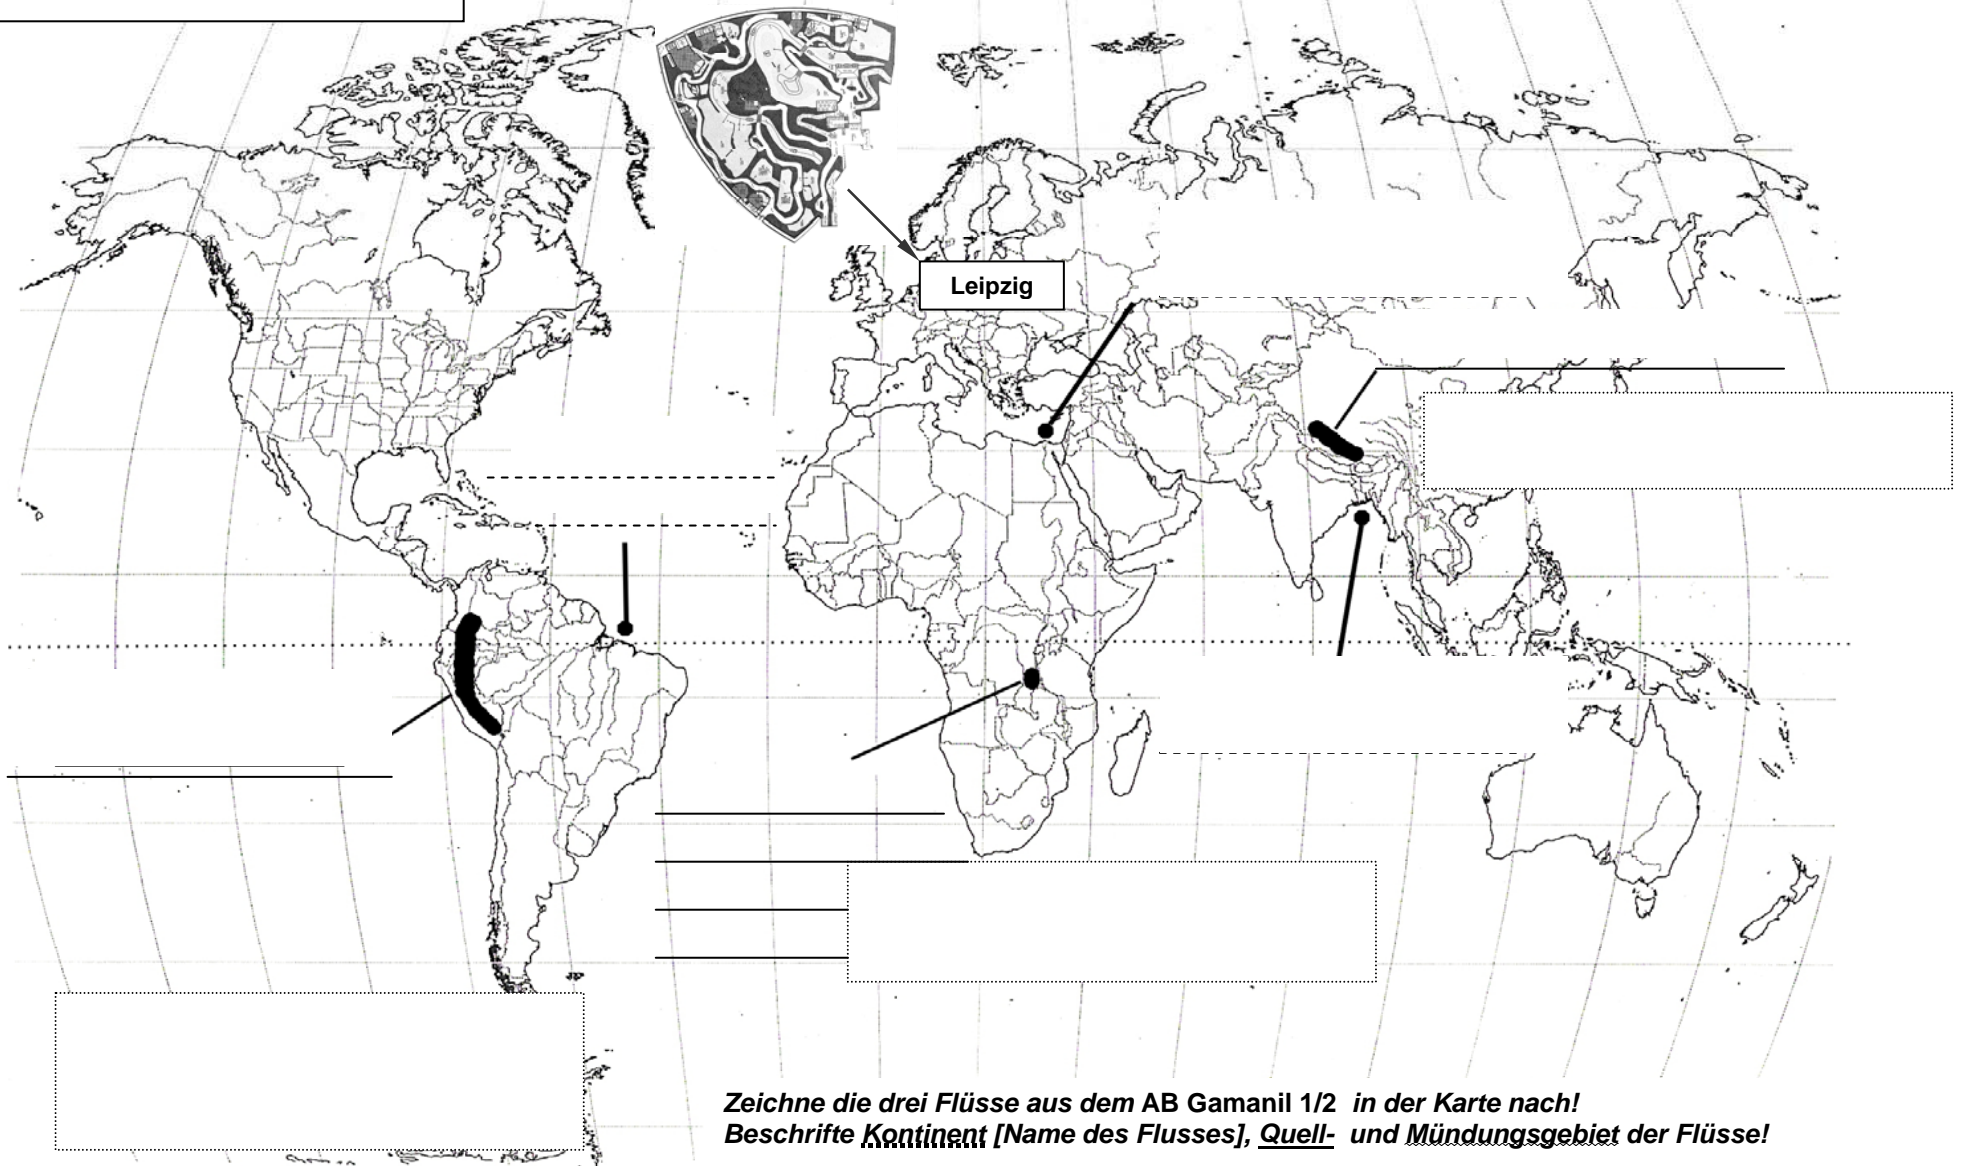 Leipzig
Zeichne die drei Flüsse aus dem AB Gamanil 1/2 in der Karte nach!
Beschrifte Kontinent [Name des Flusses], Quell- und Mündungsgebiet der Flüsse!